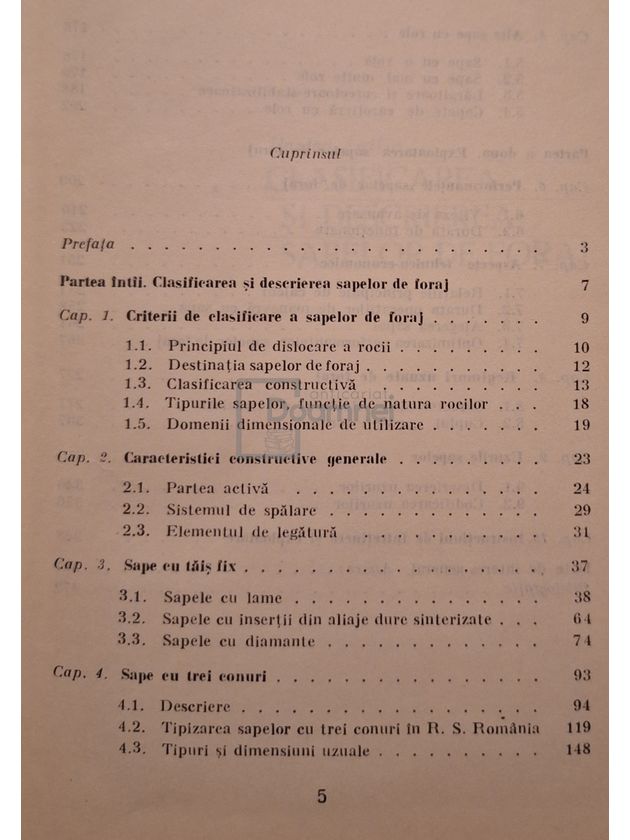 Cuprinsul
Prefața . . . . . . . . . . . . . . . . . . . . . . . 3
Partea întîi. Clasificarea și descrierea sapelor de foraj 7
Cap. 1. Criterii de clasificare a sapelor de foraj . . . . . . . 9
1.1. Principiul de dislocare a rocii . . . . . . . . . 10
1.2. Destinația sapelor de foraj . . . . . . . . . . . 12
1.3. Clasificarea constructivă . . . . . . . . . . . 13
1.4. Tipurile sapelor, funcție de natura rocilor . . . 18
1.5. Domenii dimensionale de utilizare . . . . . . . 19
Cap. 2. Caracteristici constructive generale . . . . . . . . . 23
2.1. Partea activă . . . . . . . . . . . . . . . 24
2.2. Sistemul de spălare . . . . . . . . . . . . . 29
2.3. Elementul de legătură . . . . . . . . . . . 31
Cap. 3. Sape cu tăiș fix . . . . . . . . . . . . . . . . . . 37
3.1. Sapele cu lame . . . . . . . . . . . . . . . 38
3.2. Sapele cu inserții din aliaje dure sinterizate . . . 64
3.3. Sapele cu diamante . . . . . . . . . . . . . 74
Cap. 4. Sape cu trei conuri . . . . . . . . . . . . . . . . 93
4.1. Descriere . . . . . . . . . . . . . . . . . . 94
4.2. Tipizarea sapelor cu trei conuri în R. S. România 119
4.3. Tipuri și dimensiuni uzuale . . . . . . . . . . 148
5